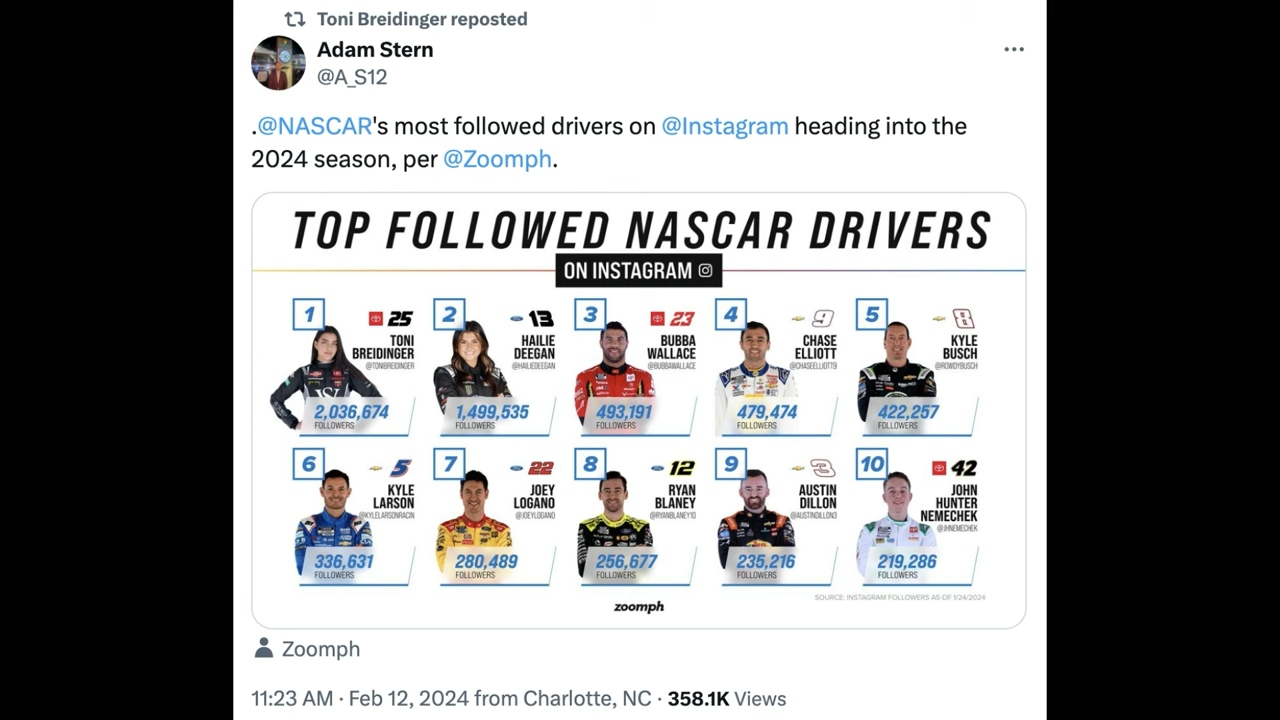 Toni Breidinger reposted
Adam Stern
@A_S12
.@NASCAR's most followed drivers on @Instagram heading into the
2024 season, per @Zoomph.
TOP FOLLOWED NASCAR DRIVERS
ON INSTAGRAM
1
25
TONI
BREIDINGER
@TONIBREIDINGER
2,036,674
FOLLOWERS
2
13
HAILIE
DEEGAN
@HAILIEDEEGAN
1,499,535
FOLLOWERS
3
23
BUBBA
WALLACE
@BUBBAWALLACE
493,191
FOLLOWERS
4
9
CHASE
ELLIOTT
@CHASEELLIOTT9
479,474
FOLLOWERS
5
8
KYLE
BUSCH
@ROWDYBUSCH
422,257
FOLLOWERS
6
5
KYLE
LARSON
@KYLELARSONRACIN
336,631
FOLLOWERS
7
22
JOEY
LOGANO
@JOEYLOGANO
280,489
FOLLOWERS
8
12
RYAN
BLANEY
@RYANBLANEY10
256,677
FOLLOWERS
9
3
AUSTIN
DILLON
@AUSTINDILLON3
235,216
FOLLOWERS
10
42
JOHN
HUNTER
NEMECHEK
@JHNEMECHEK
219,286
FOLLOWERS
SOURCE: INSTAGRAM FOLLOWERS AS OF 1/24/2024
zoomph
Zoomph
11:23 AM · Feb 12, 2024 from Charlotte, NC · 358.1K Views